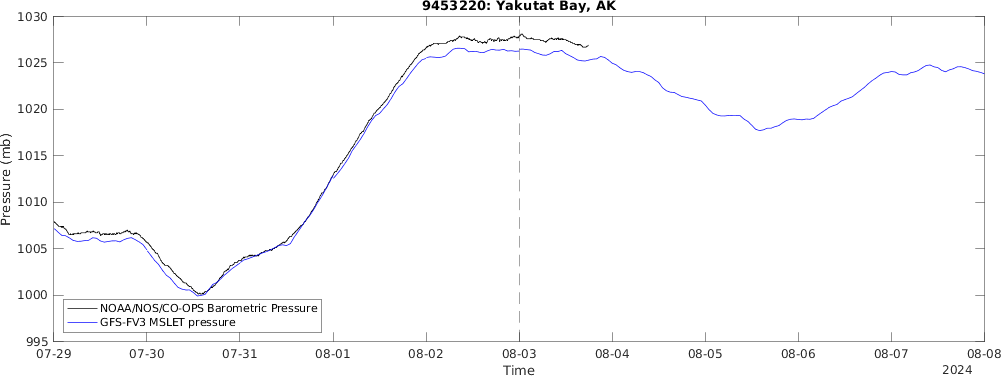 9453220: Yakutat Bay, AK
1030
1025
1020
1015
1010
1005
1000
995
Pressure (mb)
NOAA/NOS/CO-OPS Barometric Pressure
GFS-FV3 MSLET pressure
07-29 07-30 07-31 08-01 08-02 08-03 08-04 08-05 08-06 08-07 08-08
Time
2024